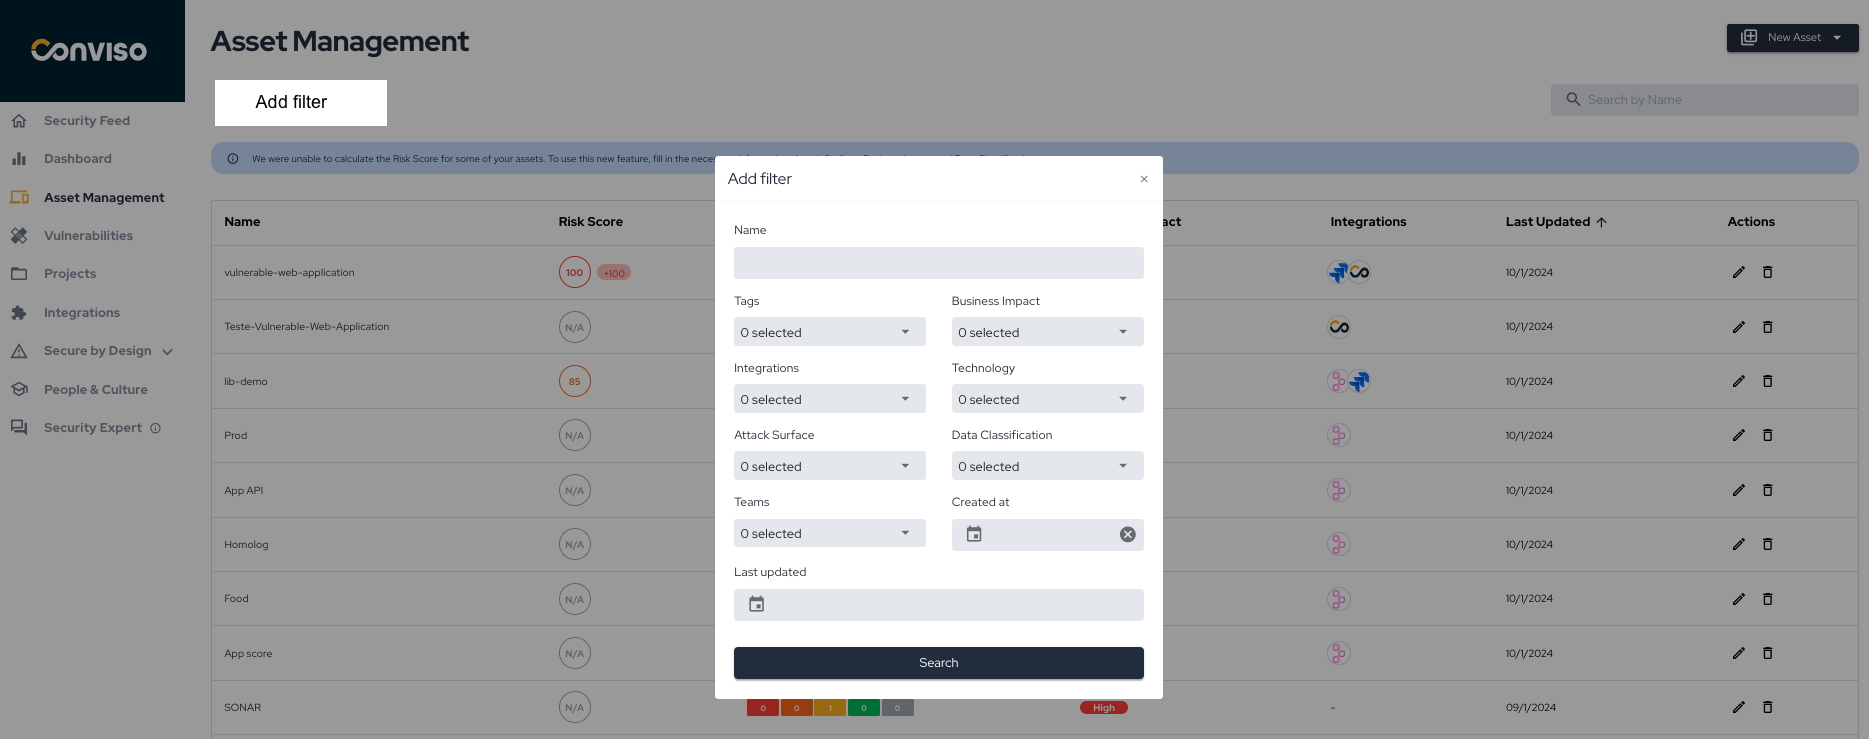 CONVISO
Asset Management
New Asset
Add filter
Search by Name
Security Feed
Dashboard
Asset Management
Vulnerabilities
Projects
Integrations
Secure by Design
People & Culture
Security Expert
We were unable to calculate the Risk Score for some of your assets. To use this new feature, fill in the neces
Name Risk Score act Integrations Last Updated Actions
vulnerable-web-application 100 +100 10/1/2024
Teste-Vulnerable-Web-Application N/A 10/1/2024
lib-demo 85 10/1/2024
Prod N/A 10/1/2024
App API N/A 10/1/2024
Homolog N/A 10/1/2024
Food N/A 10/1/2024
App score N/A 10/1/2024
SONAR N/A 0 0 1 0 0 High - 09/1/2024
Add filter
Name
Tags Business Impact
0 selected 0 selected
Integrations Technology
0 selected 0 selected
Attack Surface Data Classification
0 selected 0 selected
Teams Created at
0 selected
Last updated
Search